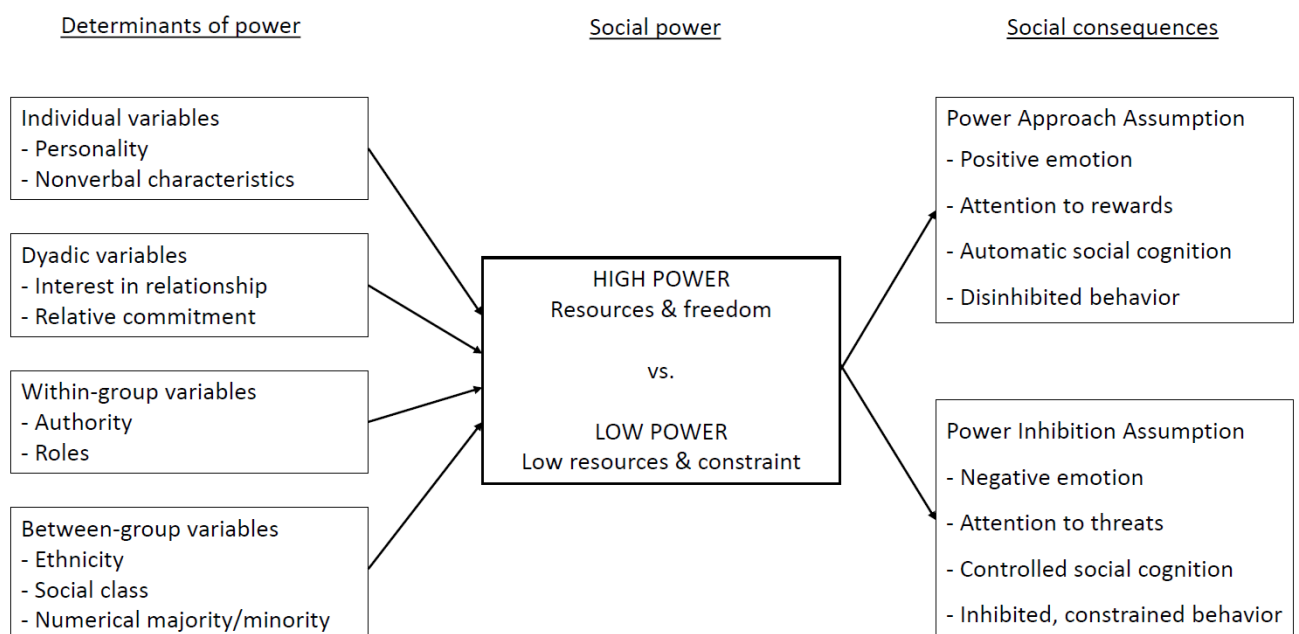 Determinants of power
Social power
Social consequences
Individual variables
- Personality
- Nonverbal characteristics
Dyadic variables
- Interest in relationship
- Relative commitment
Within-group variables
- Authority
- Roles
Between-group variables
- Ethnicity
- Social class
- Numerical majority/minority
HIGH POWER
Resources & freedom
vs.
LOW POWER
Low resources & constraint
Power Approach Assumption
- Positive emotion
- Attention to rewards
- Automatic social cognition
- Disinhibited behavior
Power Inhibition Assumption
- Negative emotion
- Attention to threats
- Controlled social cognition
- Inhibited, constrained behavior